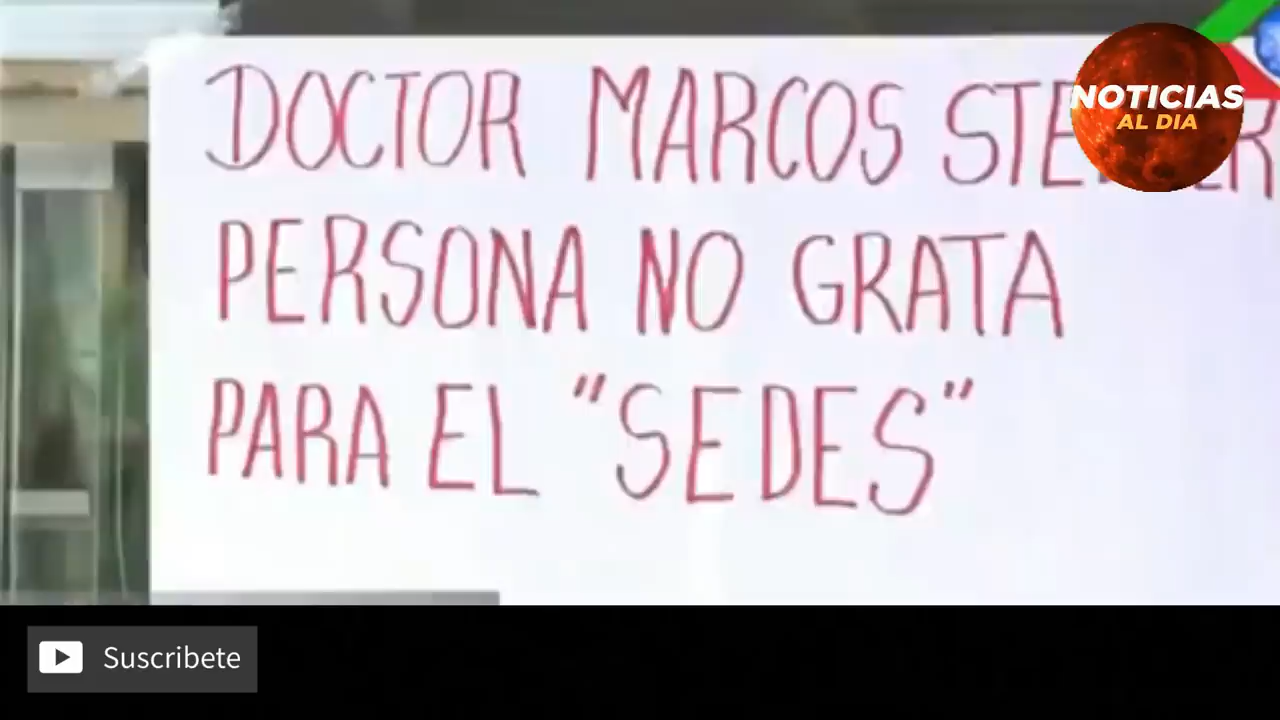 DOCTOR MARCOS
PERSONA NO GRATA
PARA EL "SEDES"
NOTICIAS
AL DIA
Suscribete